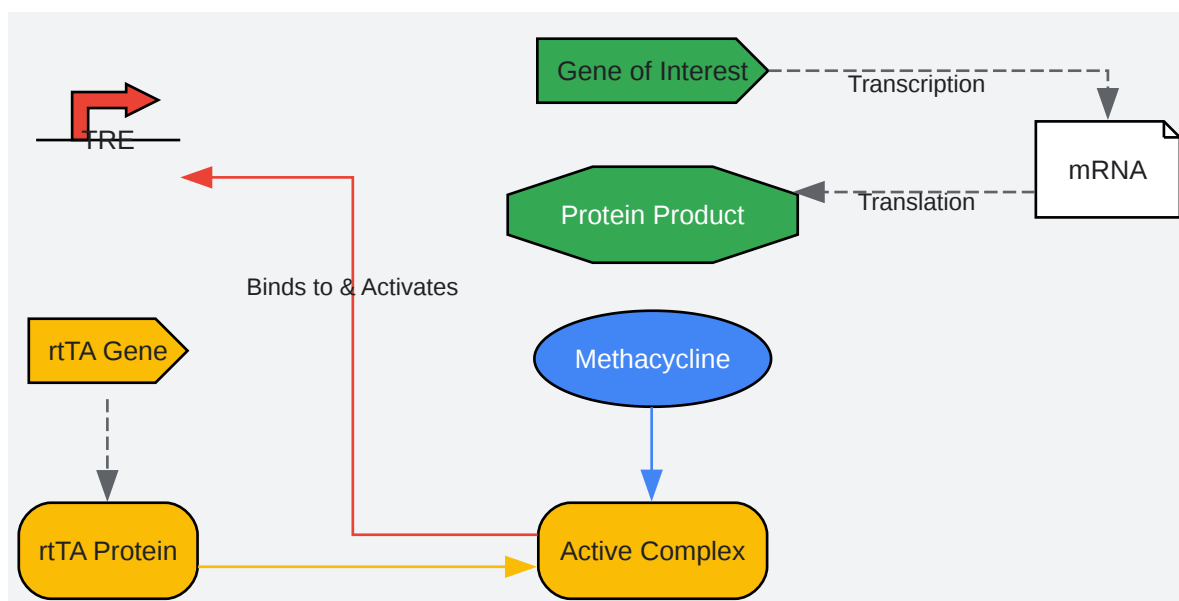 Gene of Interest
Transcription
TRE
mRNA
Translation
Protein Product
Binds to & Activates
rtTA Gene
Methacycline
rtTA Protein
Active Complex